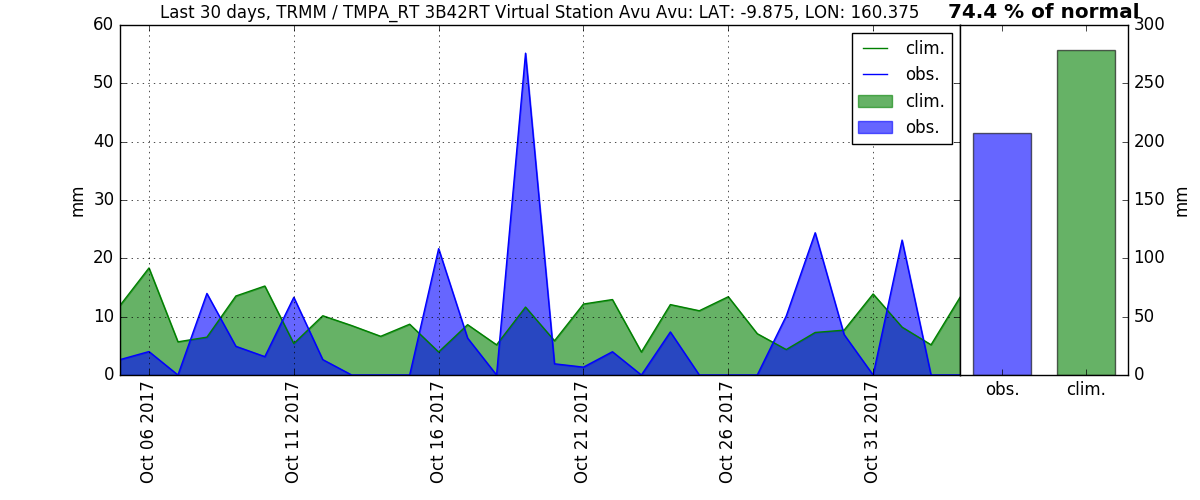 Last 30 days, TRMM / TMPA_RT 3B42RT Virtual Station Avu Avu: LAT: -9.875, LON: 160.375
74.4 % of normal
60
50
40
30
20
10
0
mm
clim.
obs.
clim.
obs.
Oct 06 2017
Oct 11 2017
Oct 16 2017
Oct 21 2017
Oct 26 2017
Oct 31 2017
300
250
200
150
100
50
0
mm
obs.
clim.